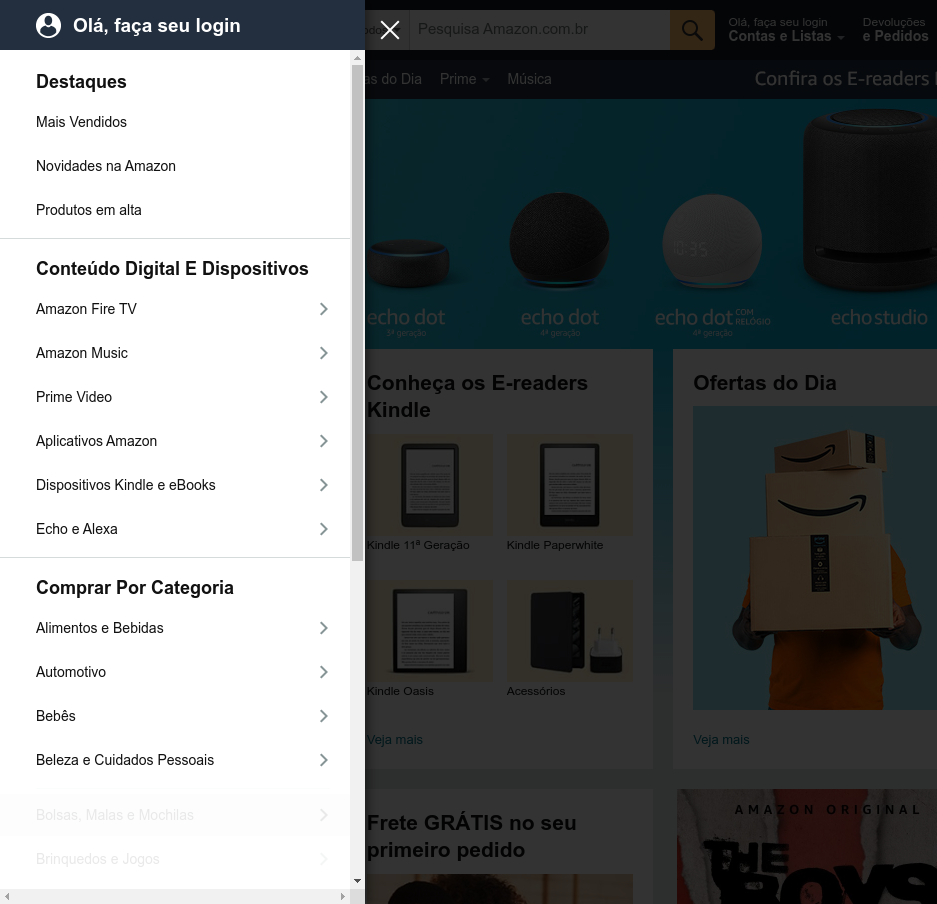 Olá, faça seu login
Pesquisa Amazon.com.br
Olá, faça seu login
Contas e Listas
Devoluções
e Pedidos
as do Dia
Prime
Música
Confira os E-readers
Destaques
Mais Vendidos
Novidades na Amazon
Produtos em alta
Conteúdo Digital E Dispositivos
Amazon Fire TV
Amazon Music
Prime Video
Aplicativos Amazon
Dispositivos Kindle e eBooks
Echo e Alexa
Comprar Por Categoria
Alimentos e Bebidas
Automotivo
Bebês
Beleza e Cuidados Pessoais
Bolsas, Malas e Mochilas
Brinquedos e Jogos
10:35
echo dot
3ª geração
echo dot
4ª geração
echo dot COM RELÓGIO
4ª geração
echo studio
Conheça os E-readers
Kindle
Kindle 11ª Geração
Kindle Paperwhite
Kindle Oasis
Acessórios
Veja mais
Ofertas do Dia
Veja mais
Frete GRÁTIS no seu
primeiro pedido
AMAZON ORIGINAL
THE
BOYS